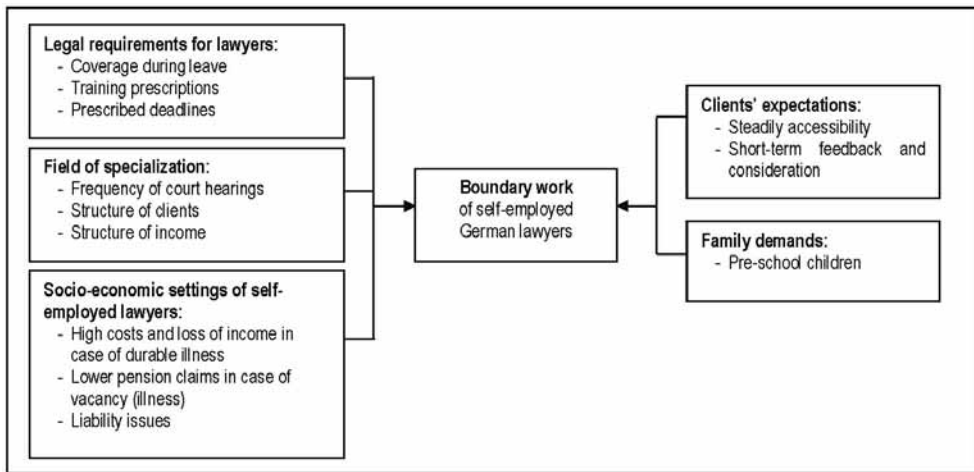 Legal requirements for lawyers:
- Coverage during leave
- Training prescriptions
- Prescribed deadlines
Field of specialization:
- Frequency of court hearings
- Structure of clients
- Structure of income
Socio-economic settings of self-
employed lawyers:
- High costs and loss of income in
case of durable illness
- Lower pension claims in case of
vacancy (illness)
- Liability issues
Boundary work
of self-employed
German lawyers
Clients' expectations:
- Steadily accessibility
- Short-term feedback and
consideration
Family demands:
- Pre-school children